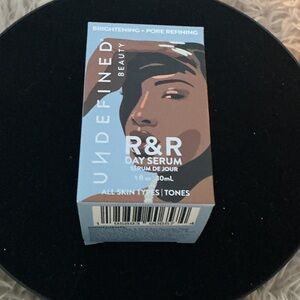 BRIGHTENING + PORE REFINING
UNDEFINED
BEAUTY
R&R
DAY SERUM
SÉRUM DE JOUR
1 fl oz 30mL
ALL SKIN TYPES | TONES